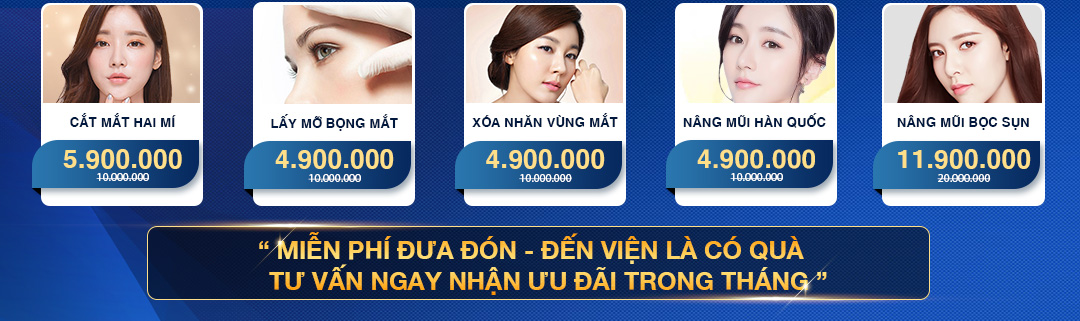 CẮT MẮT HAI MÍ
5.900.000
10.000.000
LẤY MỠ BỌNG MẮT
4.900.000
10.000.000
XÓA NHĂN VÙNG MẮT
4.900.000
10.000.000
NÂNG MŨI HÀN QUỐC
4.900.000
10.000.000
NÂNG MŨI BỌC SỤN
11.900.000
20.000.000
“ MIỄN PHÍ ĐƯA ĐÓN - ĐẾN VIỆN LÀ CÓ QUÀ
TƯ VẤN NGAY NHẬN ƯU ĐÃI TRONG THÁNG ”